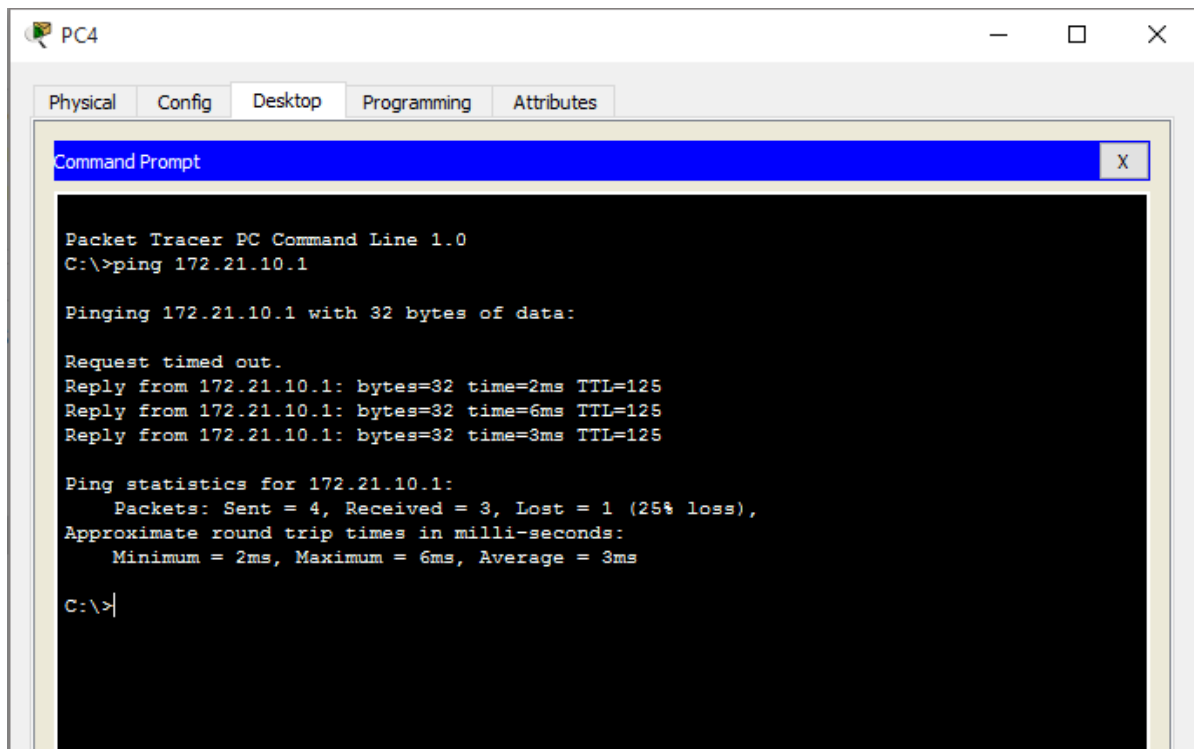 PC4
Physical Config Desktop Programming Attributes
Command Prompt X
Packet Tracer PC Command Line 1.0
C:\>ping 172.21.10.1
Pinging 172.21.10.1 with 32 bytes of data:
Request timed out.
Reply from 172.21.10.1: bytes=32 time=2ms TTL=125
Reply from 172.21.10.1: bytes=32 time=6ms TTL=125
Reply from 172.21.10.1: bytes=32 time=3ms TTL=125
Ping statistics for 172.21.10.1:
Packets: Sent = 4, Received = 3, Lost = 1 (25% loss),
Approximate round trip times in milli-seconds:
Minimum = 2ms, Maximum = 6ms, Average = 3ms
C:\>